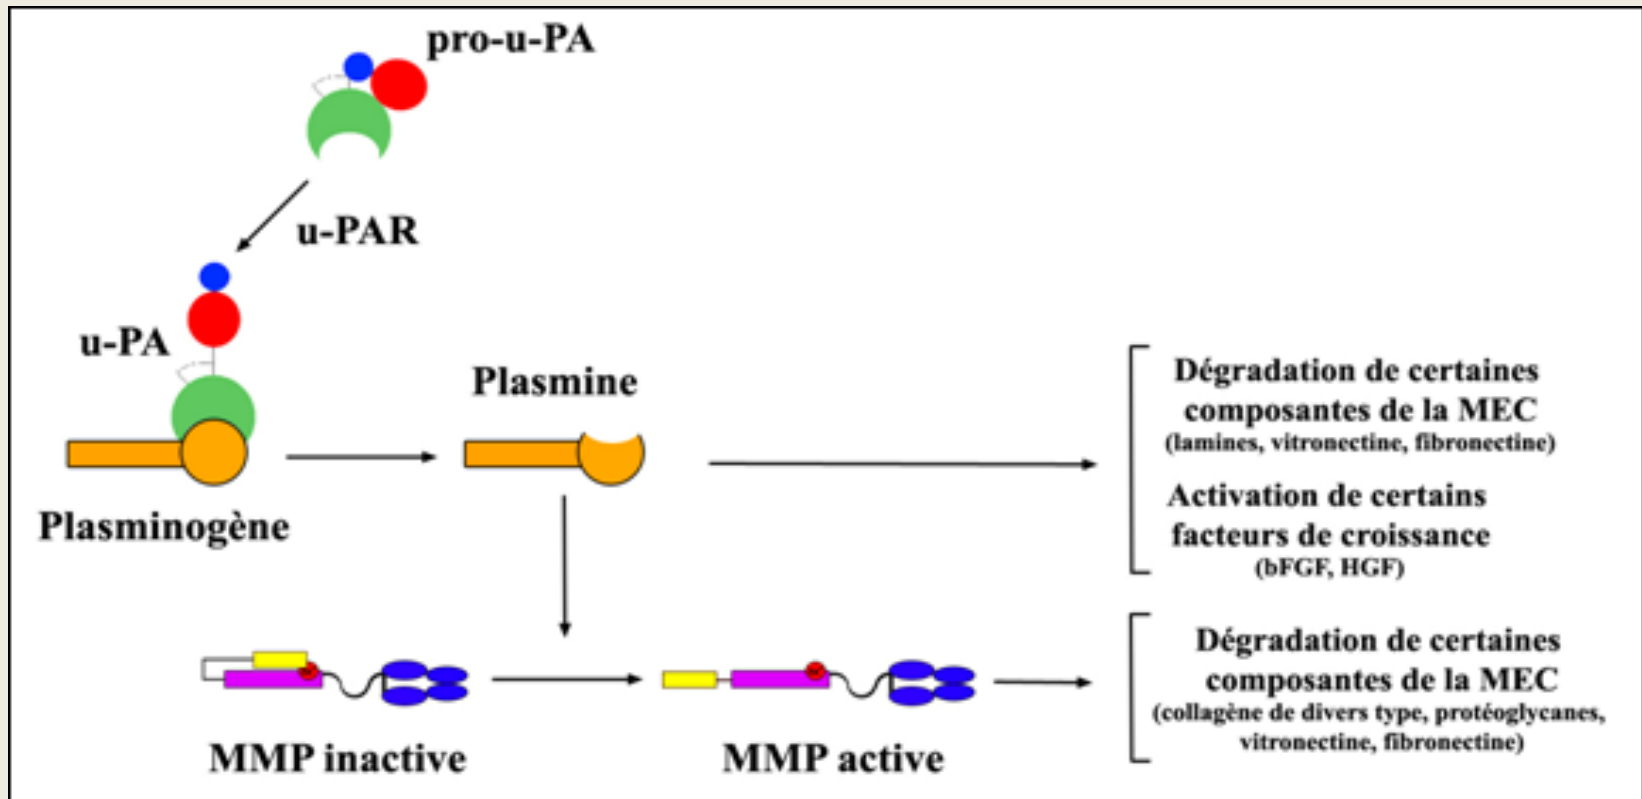 pro-u-PA
u-PAR
u-PA
Plasmine
Plasminogène
Dégradation de certaines
composantes de la MEC
(lamines, vitronectine, fibronectine)
Activation de certains
facteurs de croissance
(bFGF, HGF)
MMP inactive
MMP active
Dégradation de certaines
composantes de la MEC
(collagène de divers type, protéoglycanes,
vitronectine, fibronectine)